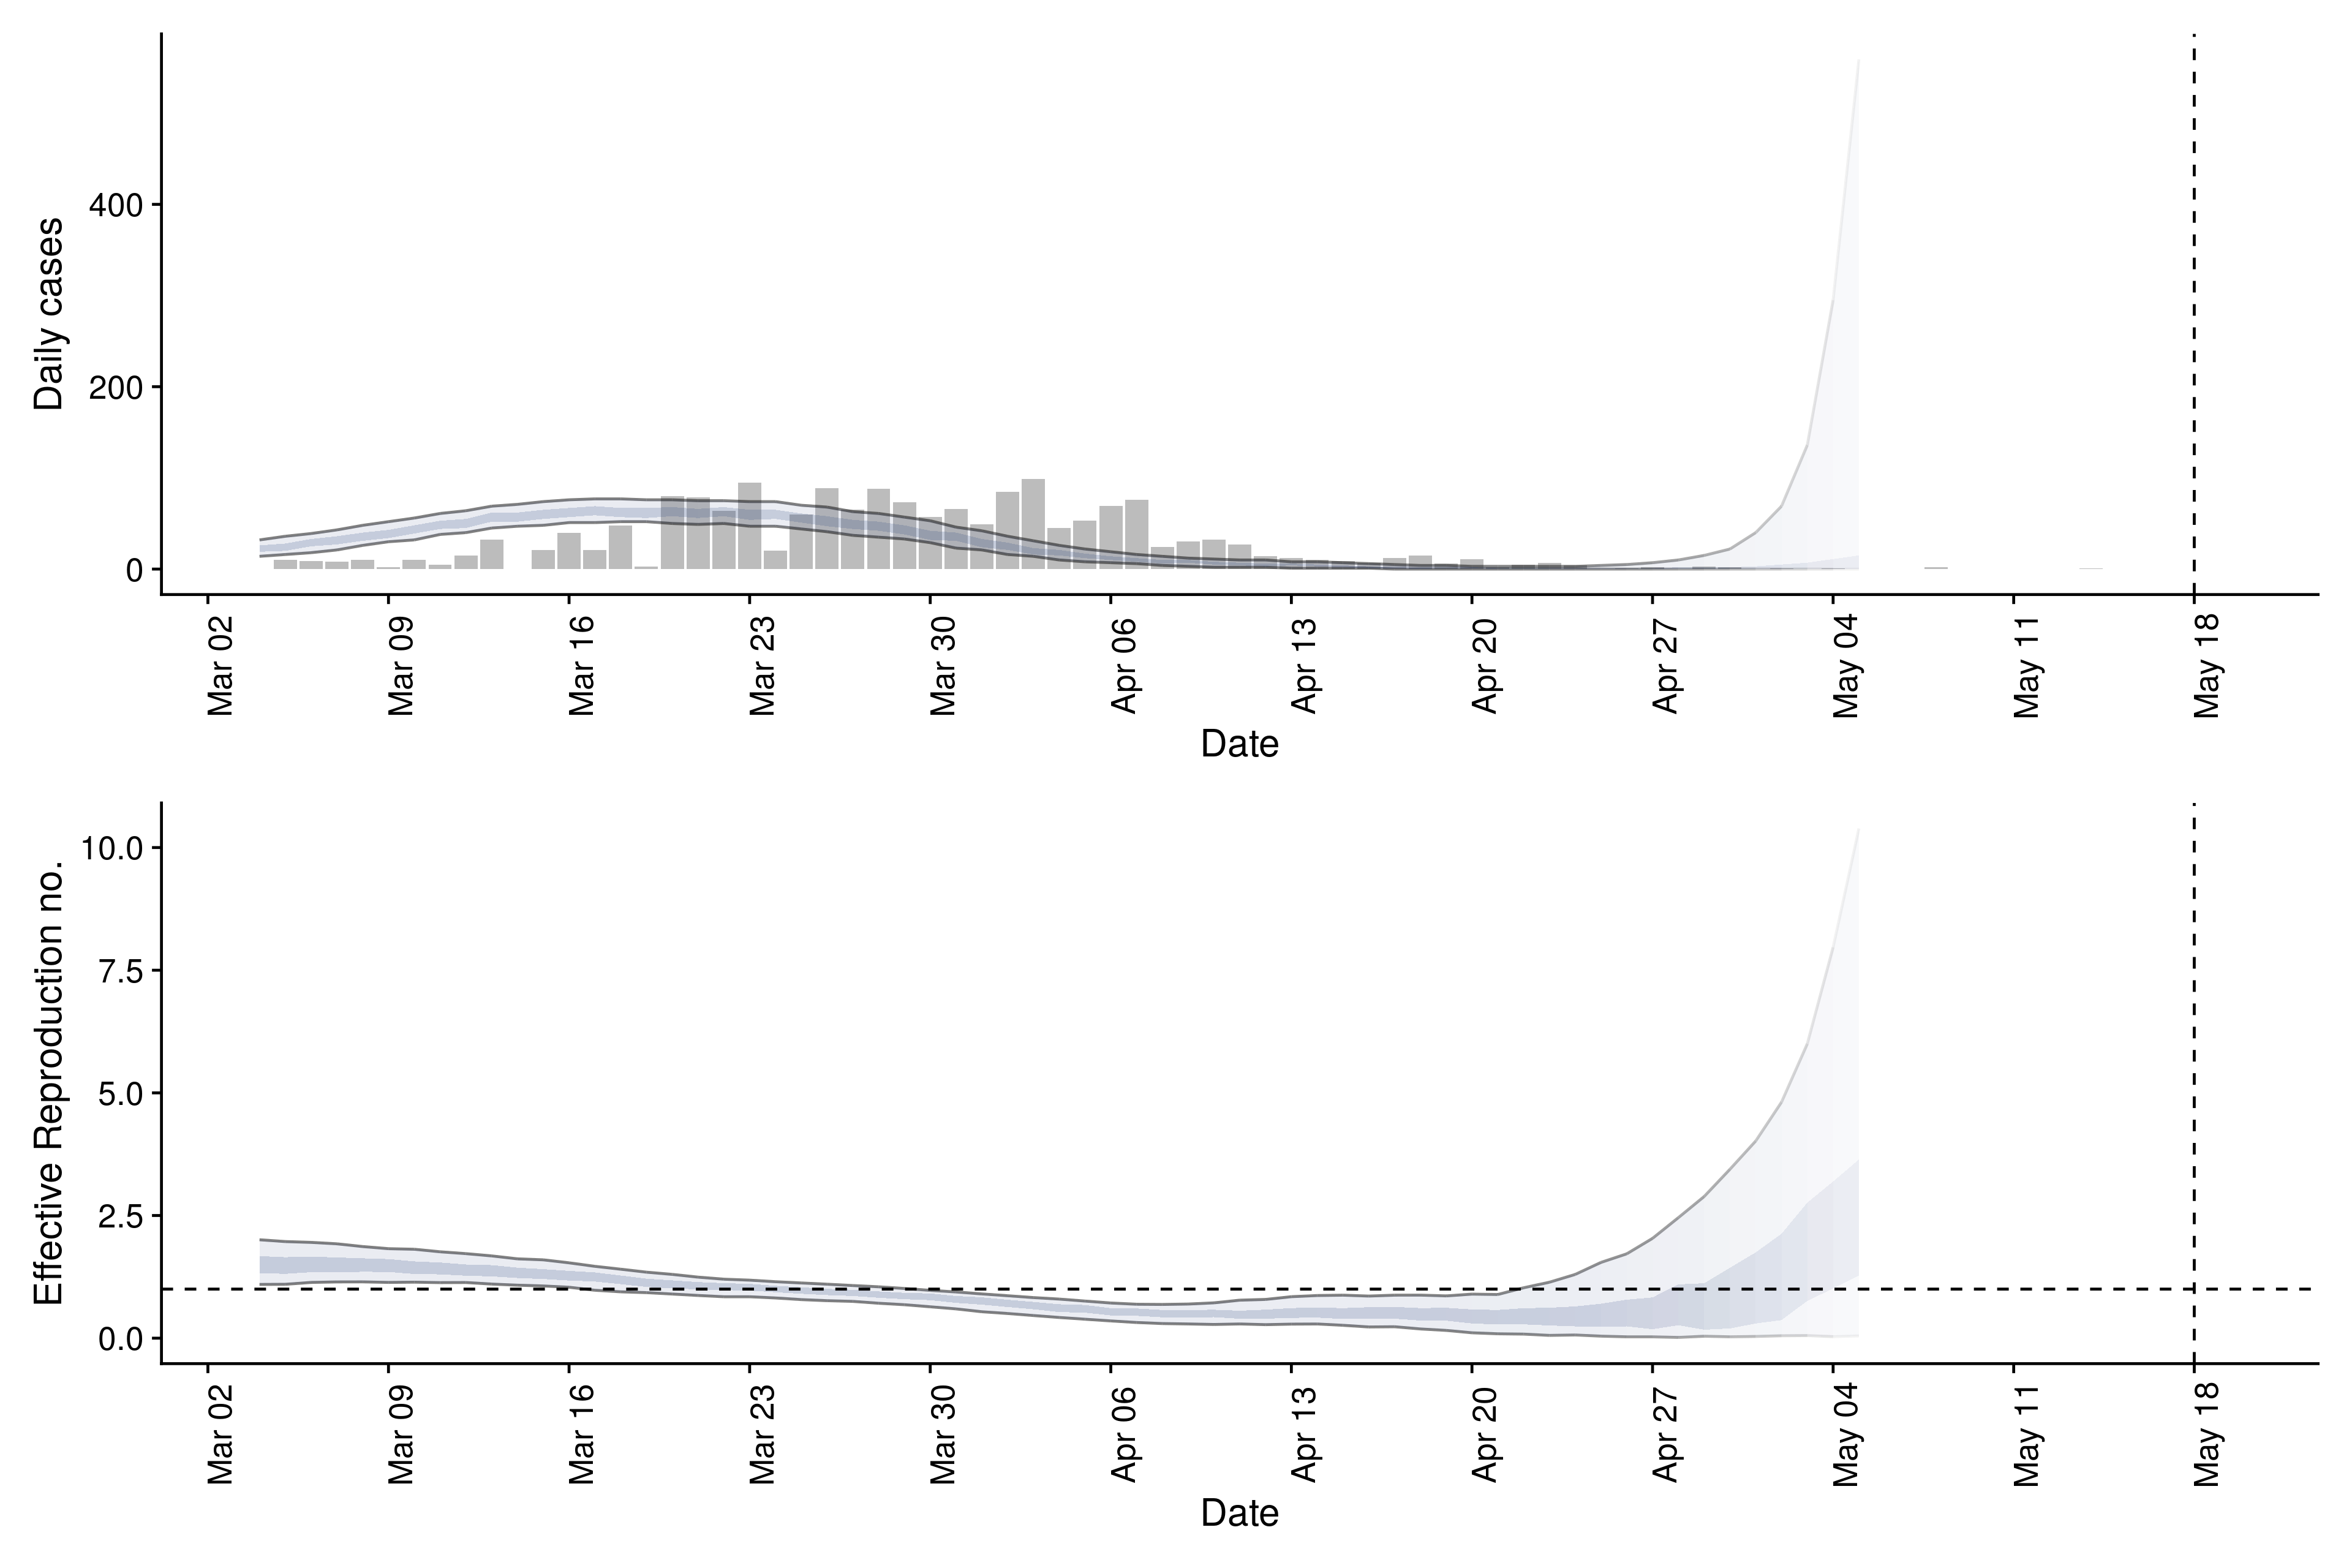 Daily cases
400
200
0
Mar 02
Mar 09
Mar 16
Mar 23
Mar 30
Apr 06
Apr 13
Apr 20
Apr 27
May 04
May 11
May 18
Date
Effective Reproduction no.
10.0
7.5
5.0
2.5
0.0
Mar 02
Mar 09
Mar 16
Mar 23
Mar 30
Apr 06
Apr 13
Apr 20
Apr 27
May 04
May 11
May 18
Date